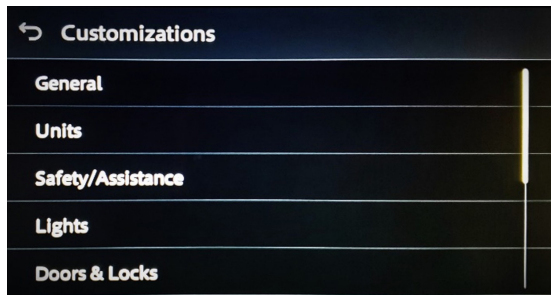 Customizations
General
Units
Safety/Assistance
Lights
Doors & Locks